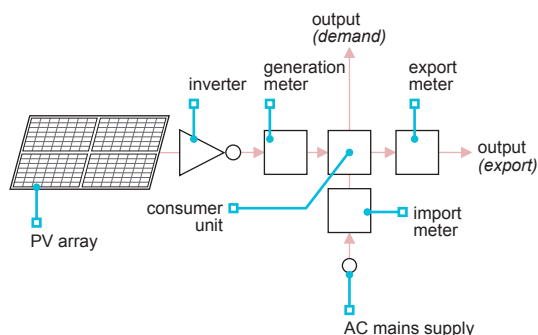 output
(demand)
inverter
generation
meter
export
meter
output
(export)
consumer
unit
import
meter
PV array
AC mains supply